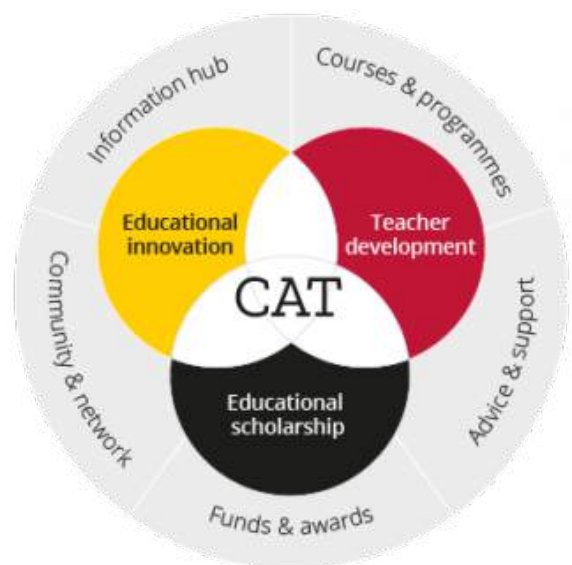 Information hub
Courses & programmes
Educational
innovation
Teacher
development
CAT
Community & network
Advice & support
Educational
scholarship
Funds & awards